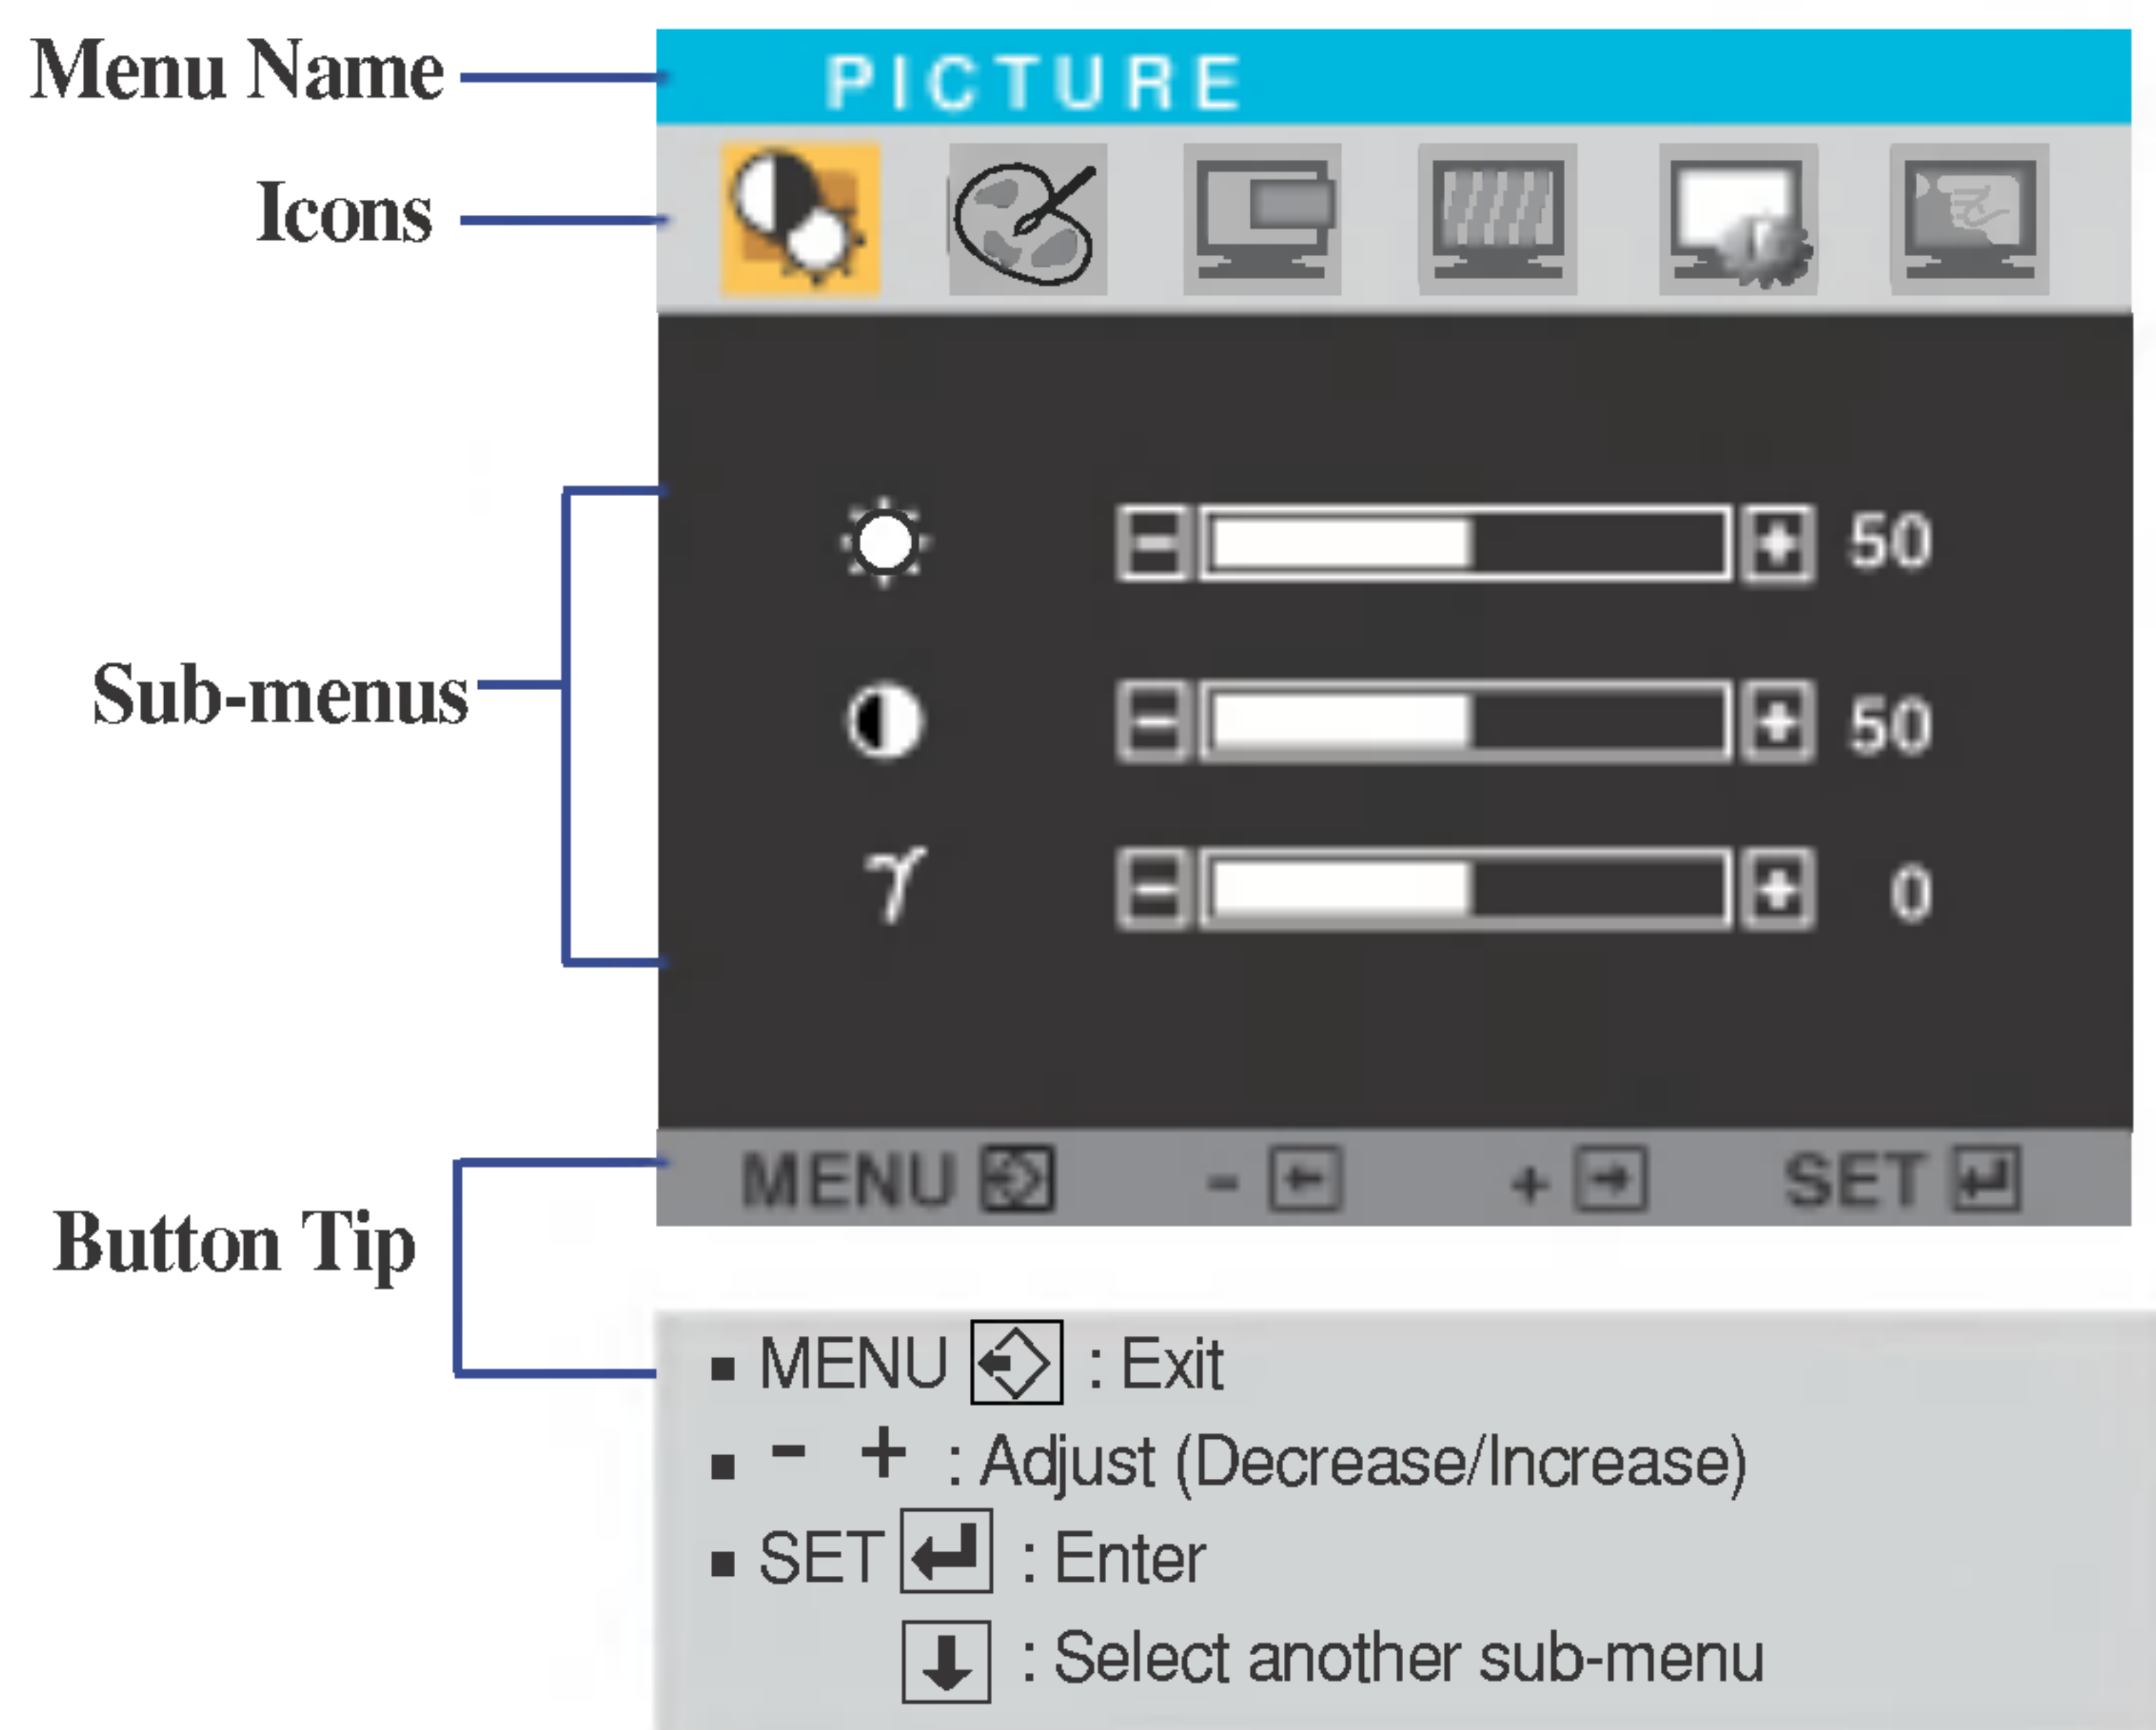 Menu Name
PICTURE
Icons
50
Sub-menus
50
γ
0
MENU - + SET
Button Tip
▪ MENU : Exit
▪ - + : Adjust (Decrease/Increase)
▪ SET : Enter
: Select another sub-menu